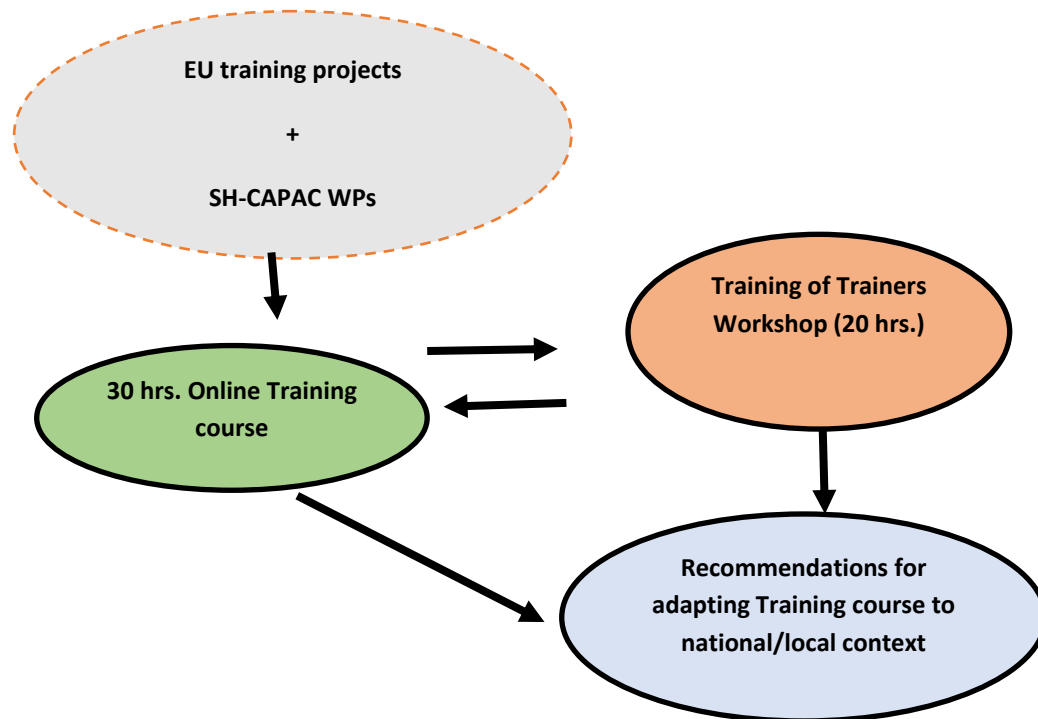 EU training projects
+
SH-CAPAC WPs
Training of Trainers
Workshop (20 hrs.)
30 hrs. Online Training
course
Recommendations for
adapting Training course to
national/local context